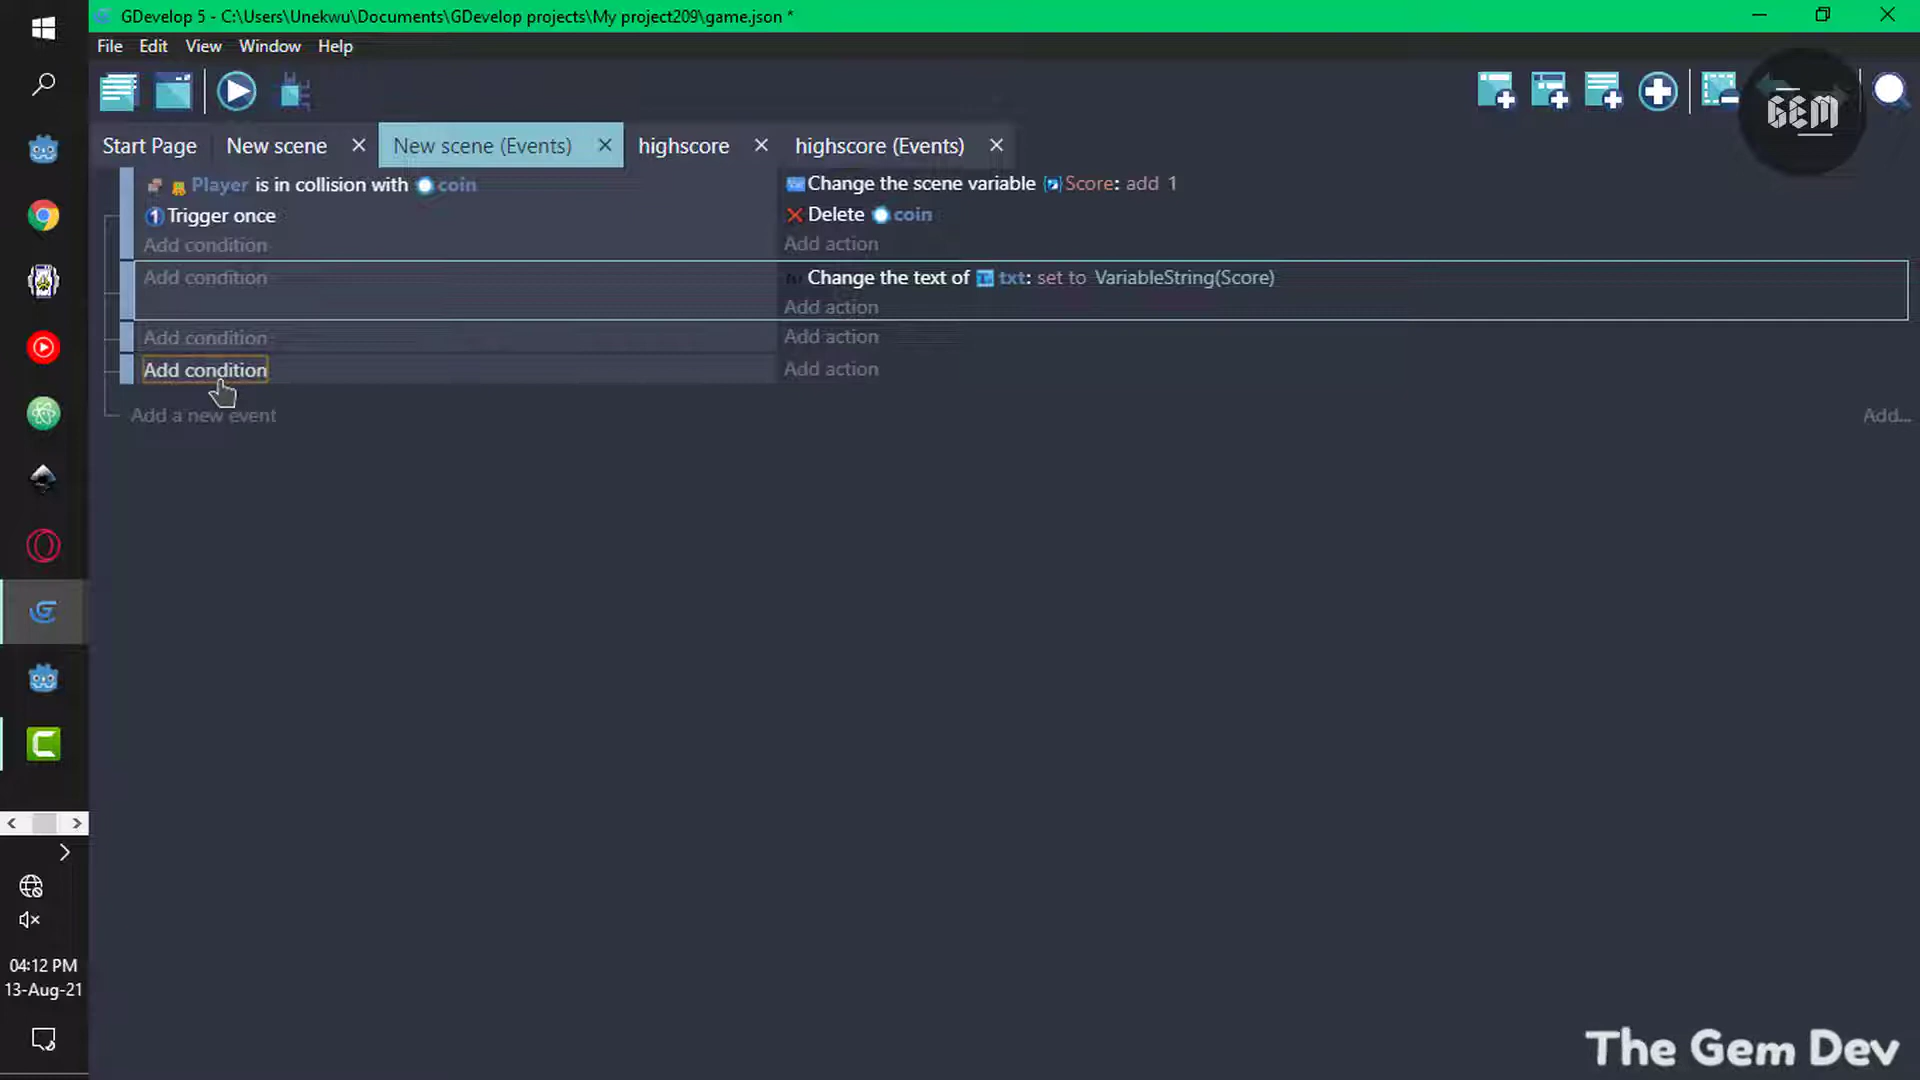 GDevelop 5 - C:\Users\Unekwu\Documents\GDevelop projects\My project209\game.json *
File Edit View Window Help
GEM
Start Page New scene New scene (Events) highscore highscore (Events)
Player is in collision with coin
Change the scene variable Score: add 1
Trigger once
Delete coin
Add condition
Add action
Add condition
Change the text of txt: set to VariableString(Score)
Add action
Add condition
Add action
Add condition
Add action
Add a new event
Add...
04:12 PM
13-Aug-21
The Gem Dev